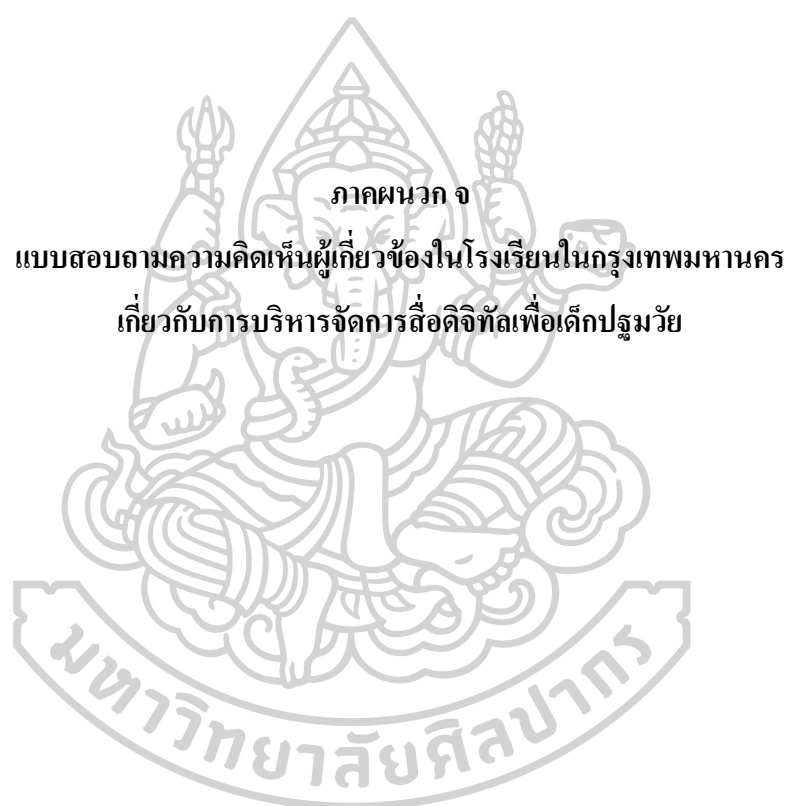 ภาคผนวก จ
แบบสอบถามความคิดเห็นผู้เกี่ยวข้องในโรงเรียนในกรุงเทพมหานคร
เกี่ยวกับการบริหารจัดการสื่อดิจิทัลเพื่อเด็กปฐมวัย
มหาวิทยาลัยศิลปากร